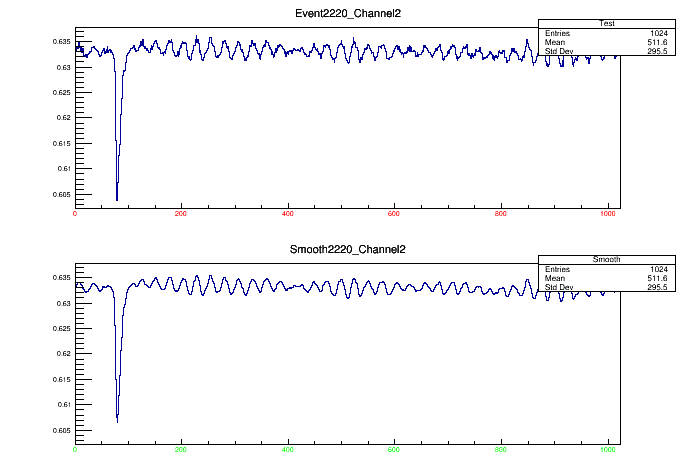 Event2220_Channel2
Test
Entries 1024
Mean 511.6
Std Dev 295.5
0.635
0.63
0.625
0.62
0.615
0.61
0.605
0 200 400 600 800 1000
Smooth2220_Channel2
Smooth
Entries 1024
Mean 511.6
Std Dev 295.5
0.635
0.63
0.625
0.62
0.615
0.61
0.605
0 200 400 600 800 1000